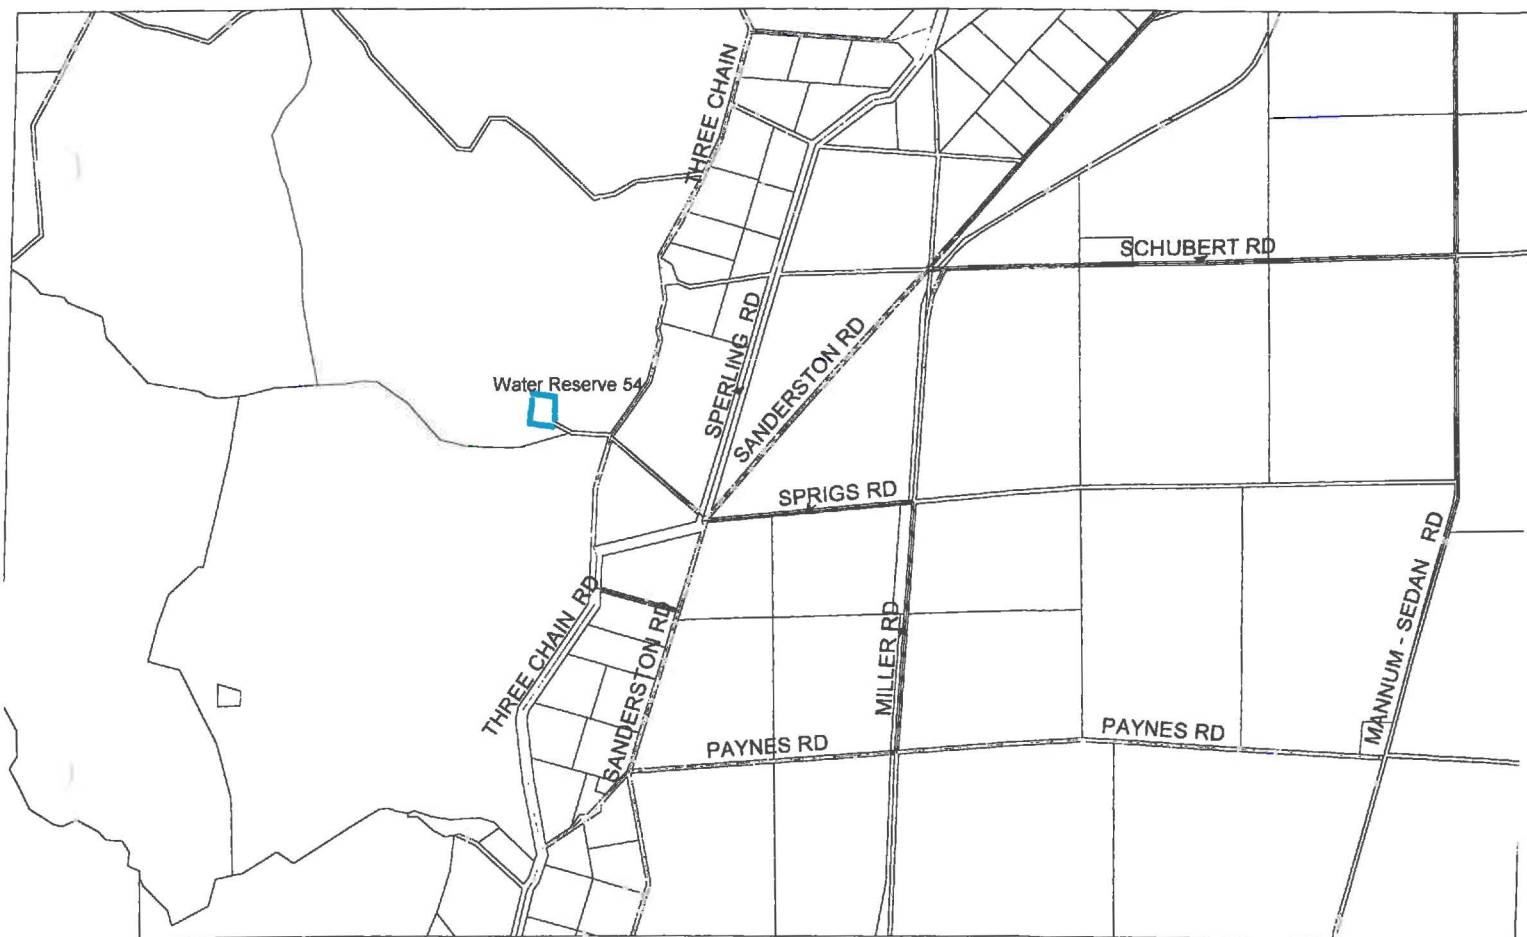 THREE CHAIN
SCHUBERT RD
SPERLING RD
SANDERSTON RD
Water Reserve 54
SPRIGS RD
MANNUM - SEDAN RD
THREE CHAIN RD
SANDERSTON RD
MILLER RD
PAYNES RD
PAYNES RD